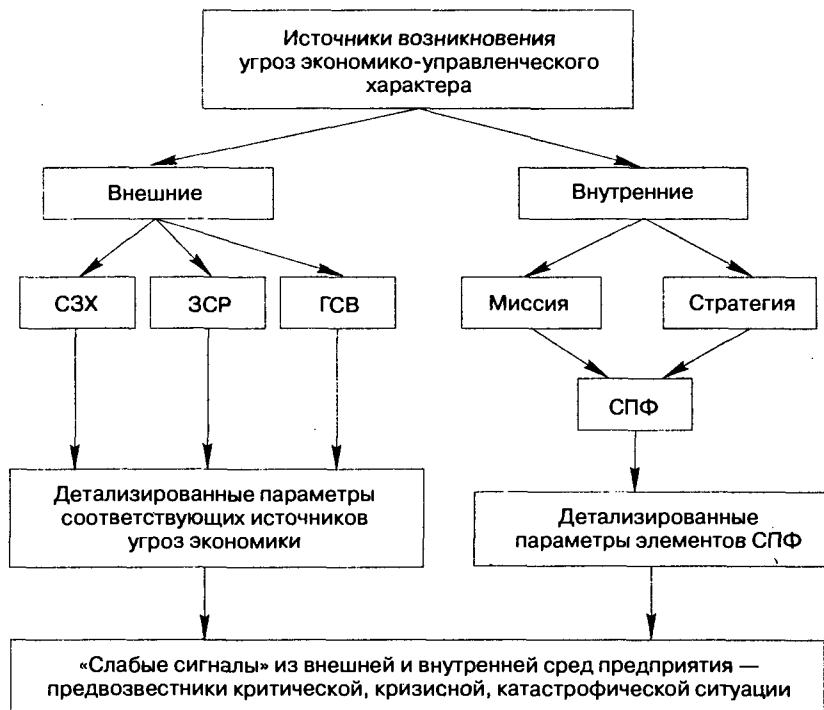 Источники возникновения
угроз экономико-управленческого
характера
Внешние
Внутренние
СЗХ
ЗСР
ГСВ
Миссия
Стратегия
СПФ
Детализированные параметры
соответствующих источников
угроз экономики
Детализированные
параметры элементов СПФ
«Слабые сигналы» из внешней и внутренней сред предприятия —
предвозвестники критической, кризисной, катастрофической ситуации